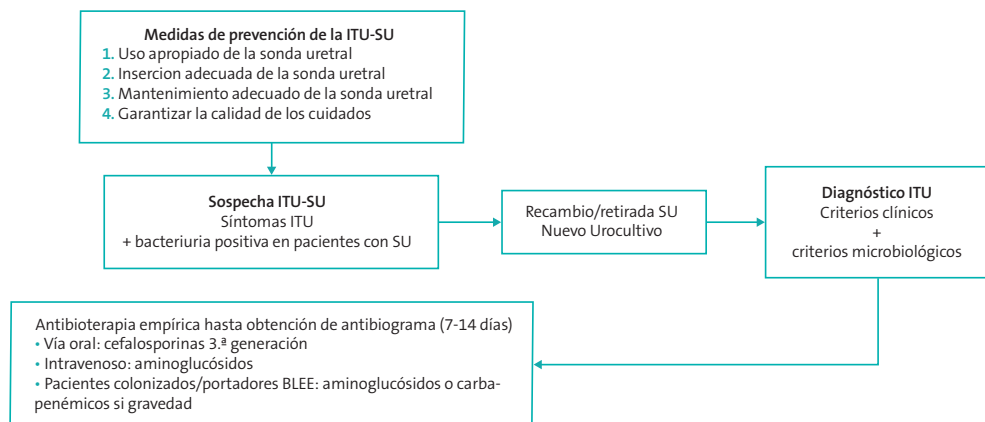 Medidas de prevención de la ITU-SU
1. Uso apropiado de la sonda uretral
2. Insercion adecuada de la sonda uretral
3. Mantenimiento adecuado de la sonda uretral
4. Garantizar la calidad de los cuidados
Sospecha ITU-SU
Síntomas ITU
+ bacteriuria positiva en pacientes con SU
Recambio/retirada SU
Nuevo Urocultivo
Diagnóstico ITU
Criterios clínicos
+
criterios microbiológicos
Antibioterapia empírica hasta obtención de antibiograma (7-14 días)
• Vía oral: cefalosporinas 3.ª generación
• Intravenoso: aminoglucósidos
• Pacientes colonizados/portadores BLEE: aminoglucósidos o carba-
penémicos si gravedad